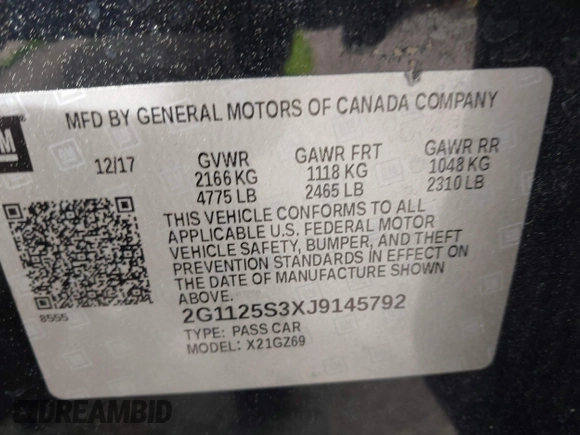 MFD BY GENERAL MOTORS OF CANADA COMPANY
GM
12/17
GVWR
2166 KG
4775 LB
GAWR FRT
1118 KG
2465 LB
GAWR RR
1048 KG
2310 LB
THIS VEHICLE CONFORMS TO ALL
APPLICABLE U.S. FEDERAL MOTOR
VEHICLE SAFETY, BUMPER, AND THEFT
PREVENTION STANDARDS IN EFFECT ON
THE DATE OF MANUFACTURE SHOWN
ABOVE.
8555
2G1125S3XJ9145792
TYPE: PASS CAR
MODEL: X21GZ69
DREAMBID